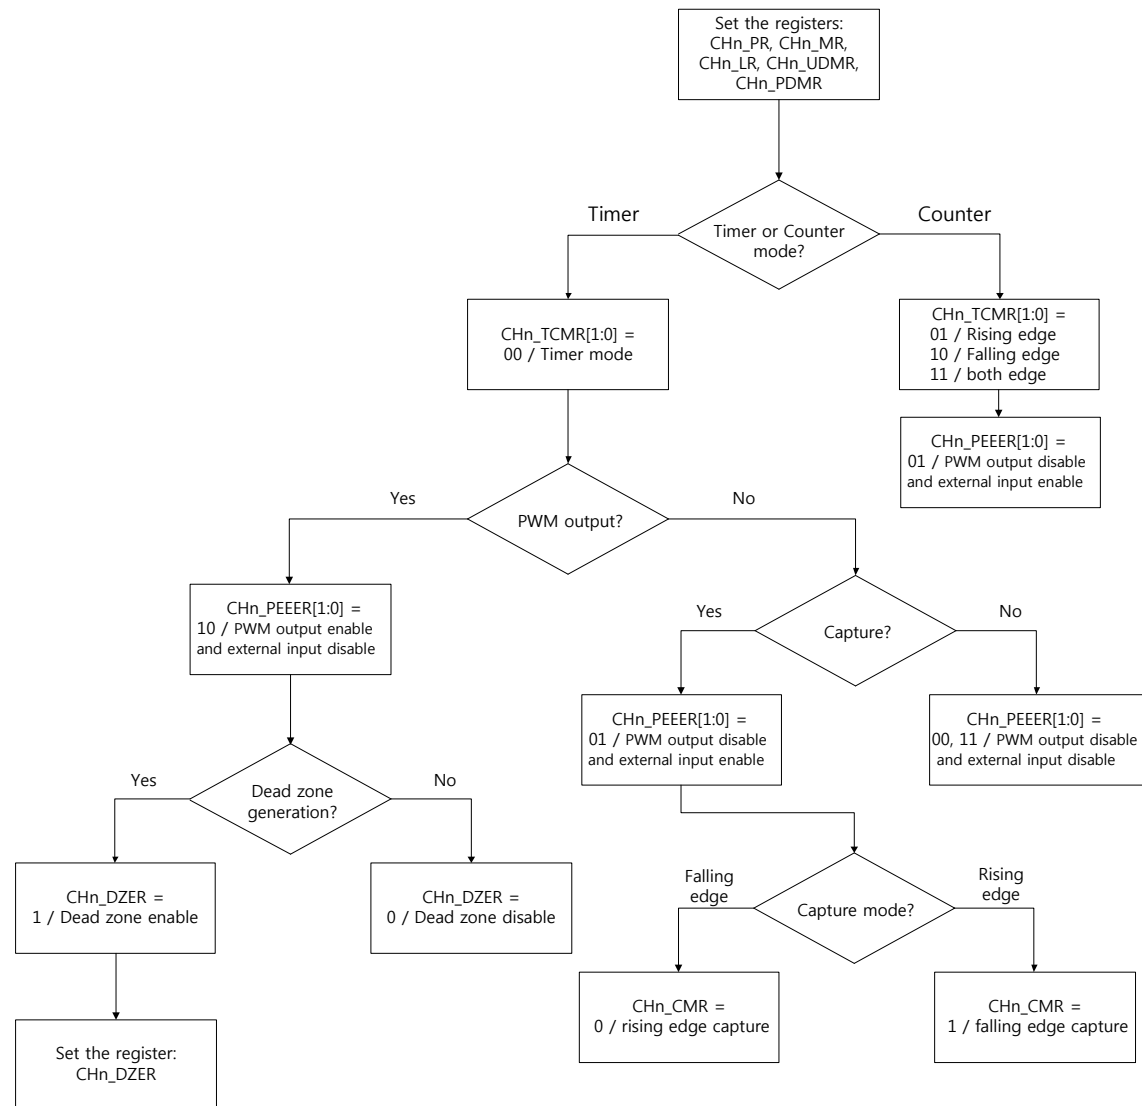 Set the registers:
CHn_PR, CHn_MR,
CHn_LR, CHn_UDMR,
CHn_PDMR
Timer
Counter
Timer or Counter
mode?
CHn_TCMR[1:0] =
00 / Timer mode
CHn_TCMR[1:0] =
01 / Rising edge
10 / Falling edge
11 / both edge
CHn_PEEER[1:0] =
01 / PWM output disable
and external input enable
Yes
No
PWM output?
CHn_PEEER[1:0] =
10 / PWM output enable
and external input disable
Yes
No
Capture?
CHn_PEEER[1:0] =
01 / PWM output disable
and external input enable
CHn_PEEER[1:0] =
00, 11 / PWM output disable
and external input disable
Yes
No
Dead zone
generation?
CHn_DZER =
1 / Dead zone enable
CHn_DZER =
0 / Dead zone disable
Falling
edge
Rising
edge
Capture mode?
CHn_CMR =
0 / rising edge capture
CHn_CMR =
1 / falling edge capture
Set the register:
CHn_DZER